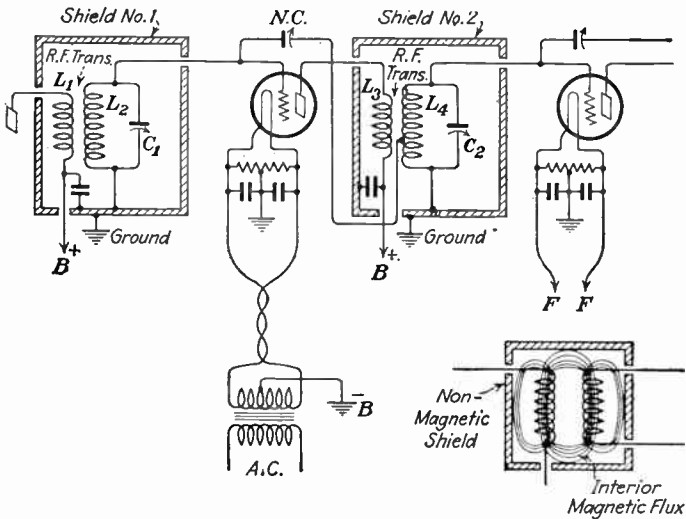 Shield No.1
N.C.
Shield No.2
R.F. Trans.
L1
L2
C1
R.F.
Trans.
L3
L4
C2
Ground
B+
Ground
B+
F F
-B
A.C.
Non-
Magnetic
Shield
Interior
Magnetic Flux